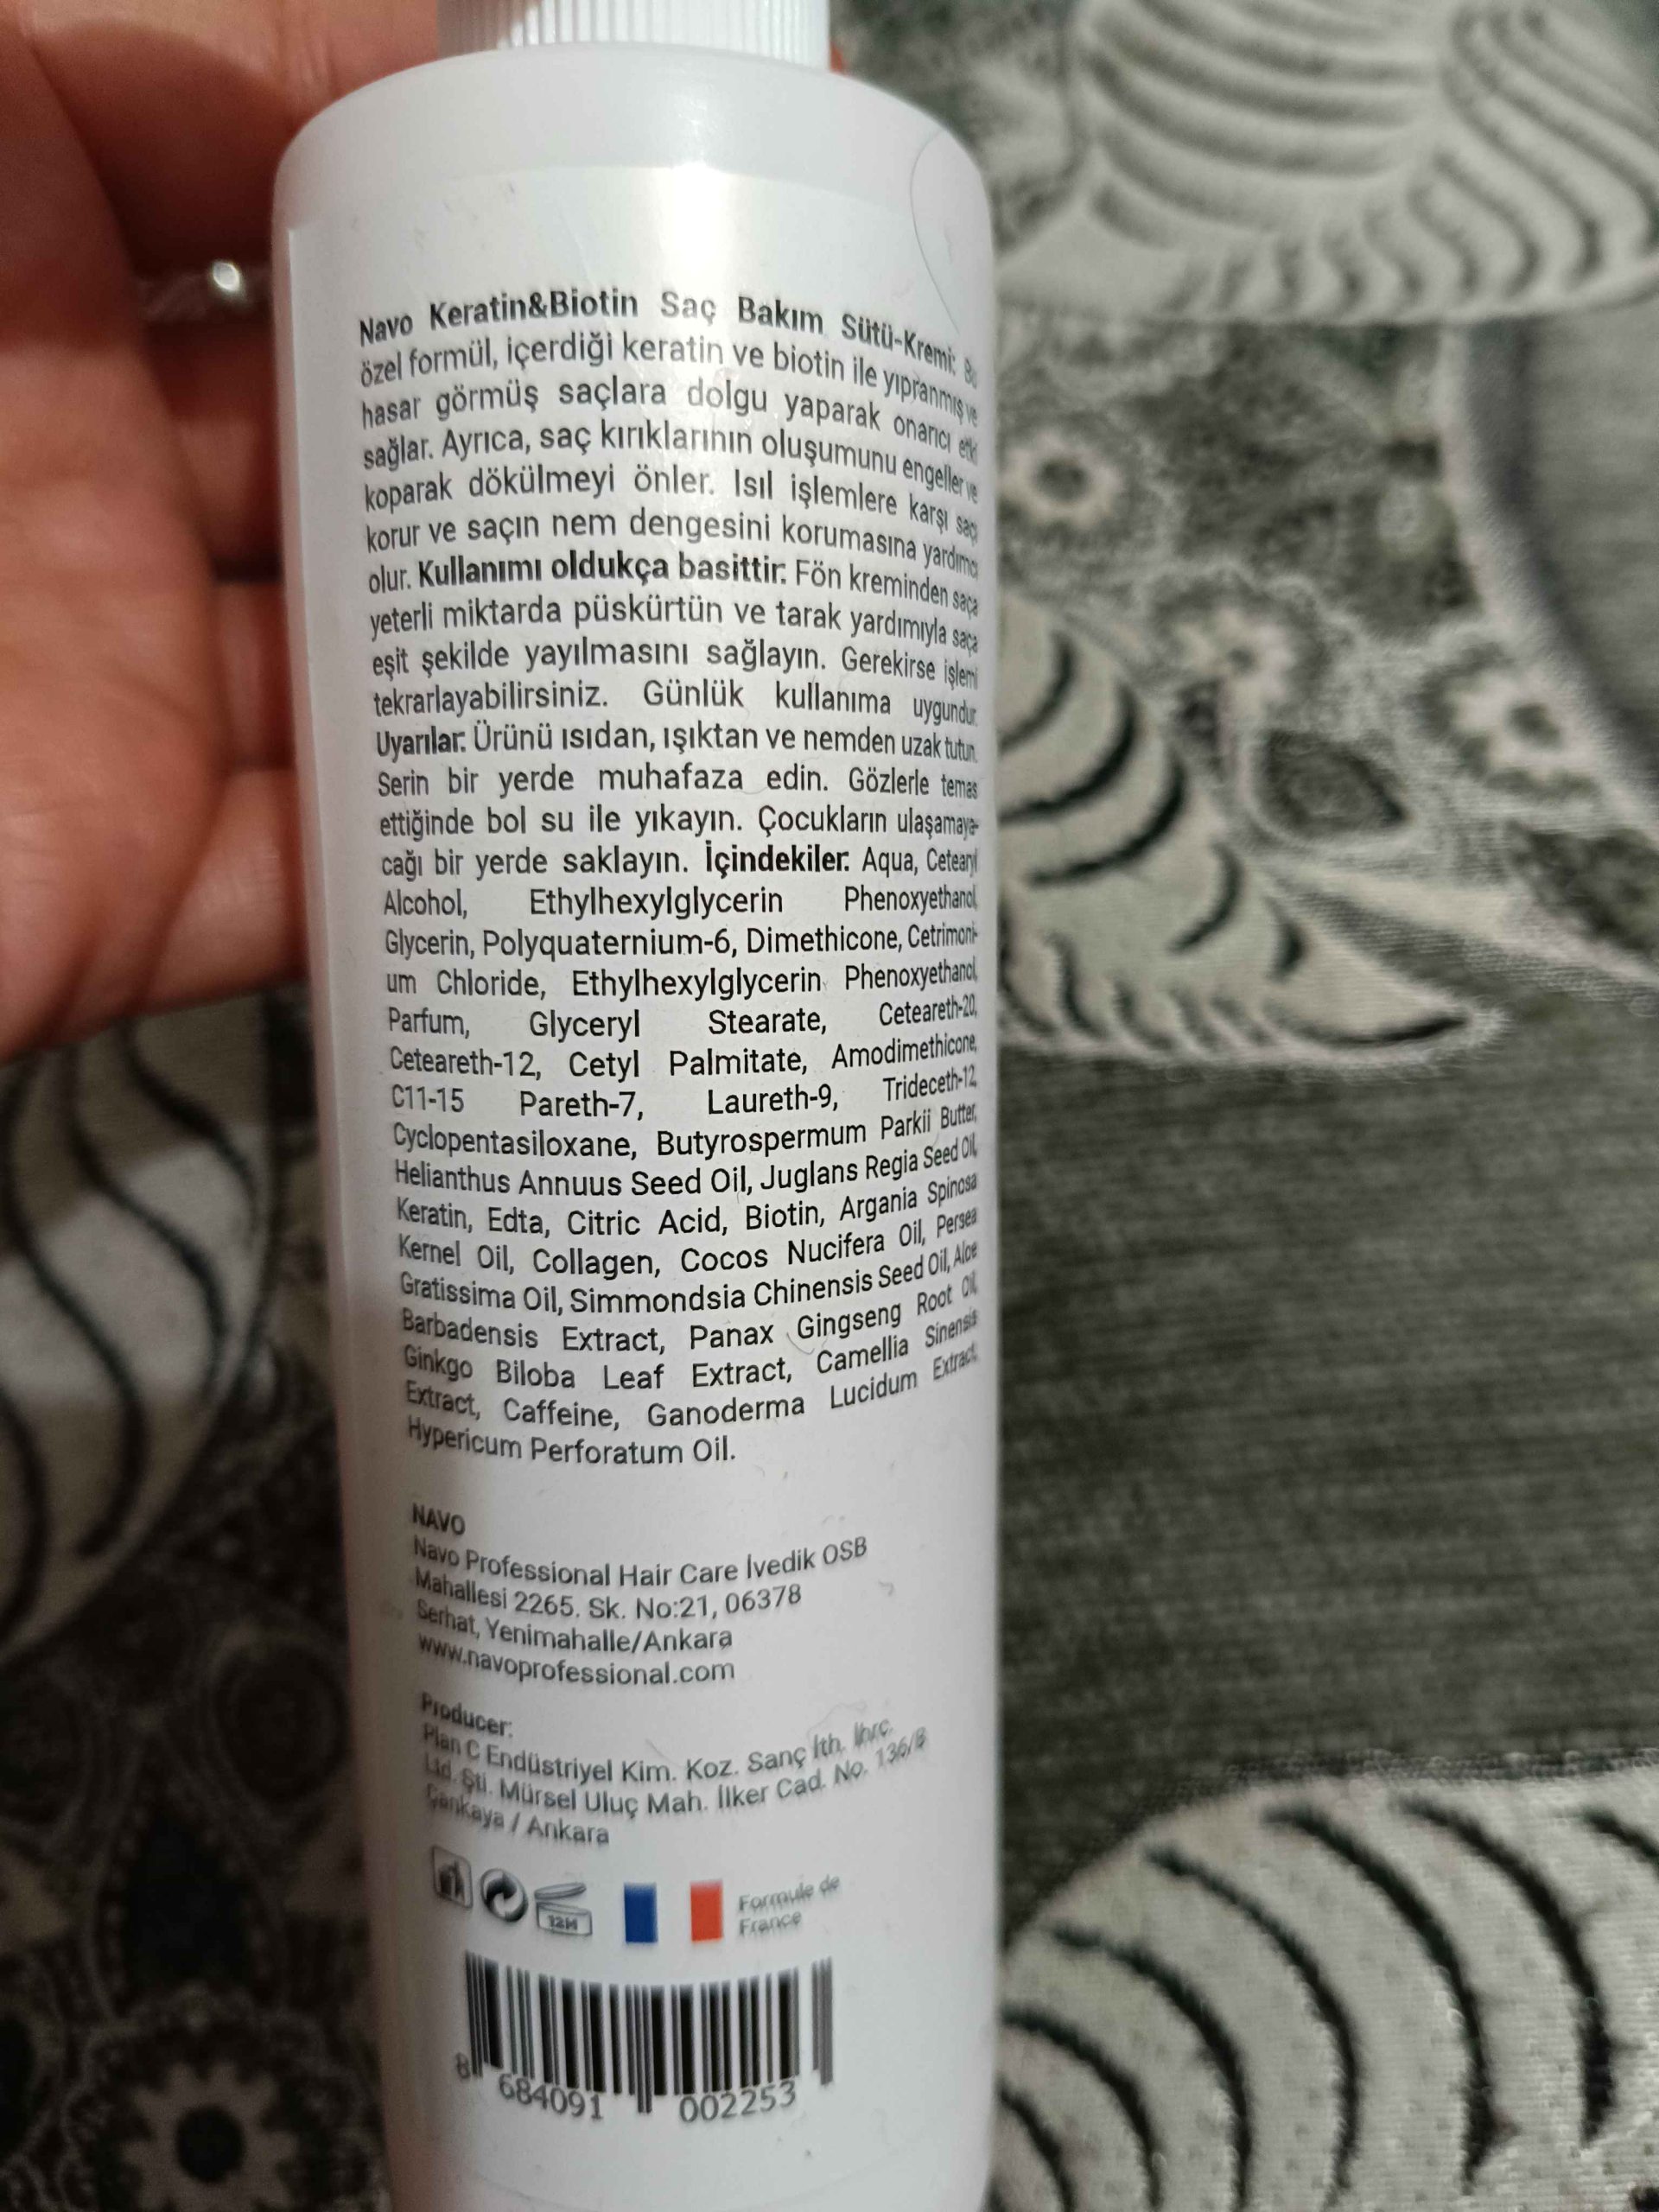 Navo Keratin&Biotin Saç Bakım Sütü-Kremi: Bu
özel formül, içerdiği keratin ve biotin ile yıpranmış ve
hasar görmüş saçlara dolgu yaparak onarıcı etki
sağlar. Ayrıca, saç kırıklarının oluşumunu engeller ve
koparak dökülmeyi önler. Isıl işlemlere karşı saçı
korur ve saçın nem dengesini korumasına yardımcı
olur. Kullanımı oldukça basittir: Fön kreminden saça
yeterli miktarda püskürtün ve tarak yardımıyla saça
eşit şekilde yayılmasını sağlayın. Gerekirse işlemi
tekrarlayabilirsiniz. Günlük kullanıma uygundur.
Uyarılar: Ürünü ısıdan, ışıktan ve nemden uzak tutun.
Serin bir yerde muhafaza edin. Gözlerle temas
ettiğinde bol su ile yıkayın. Çocukların ulaşamaya-
cağı bir yerde saklayın. İçindekiler: Aqua, Cetearyl
Alcohol, Ethylhexylglycerin Phenoxyethanol,
Glycerin, Polyquaternium-6, Dimethicone, Cetrimoni-
um Chloride, Ethylhexylglycerin Phenoxyethanol,
Parfum, Glyceryl Stearate, Ceteareth-20,
Ceteareth-12, Cetyl Palmitate, Amodimethicone,
C11-15 Pareth-7, Laureth-9, Trideceth-12,
Cyclopentasiloxane, Butyrospermum Parkii Butter,
Helianthus Annuus Seed Oil, Juglans Regia Seed Oil,
Keratin, Edta, Citric Acid, Biotin, Argania Spinosa
Kernel Oil, Collagen, Cocos Nucifera Oil, Persea
Gratissima Oil, Simmondsia Chinensis Seed Oil, Aloe
Barbadensis Extract, Panax Gingseng Root Oil,
Ginkgo Biloba Leaf Extract, Camellia Sinensis
Extract, Caffeine, Ganoderma Lucidum Extract,
Hypericum Perforatum Oil.
NAVO
Navo Professional Hair Care İvedik OSB
Mahallesi 2265. Sk. No:21, 06378
Serhat, Yenimahalle/Ankara
www.navoprofessional.com
Producer:
Plan C Endüstriyel Kim. Koz. Sanç İth. İhrc.
Ltd. Şti. Mürsel Uluç Mah. İlker Cad. No. 136/B
Çankaya / Ankara
12M
Formule de
France
8 684091 002253